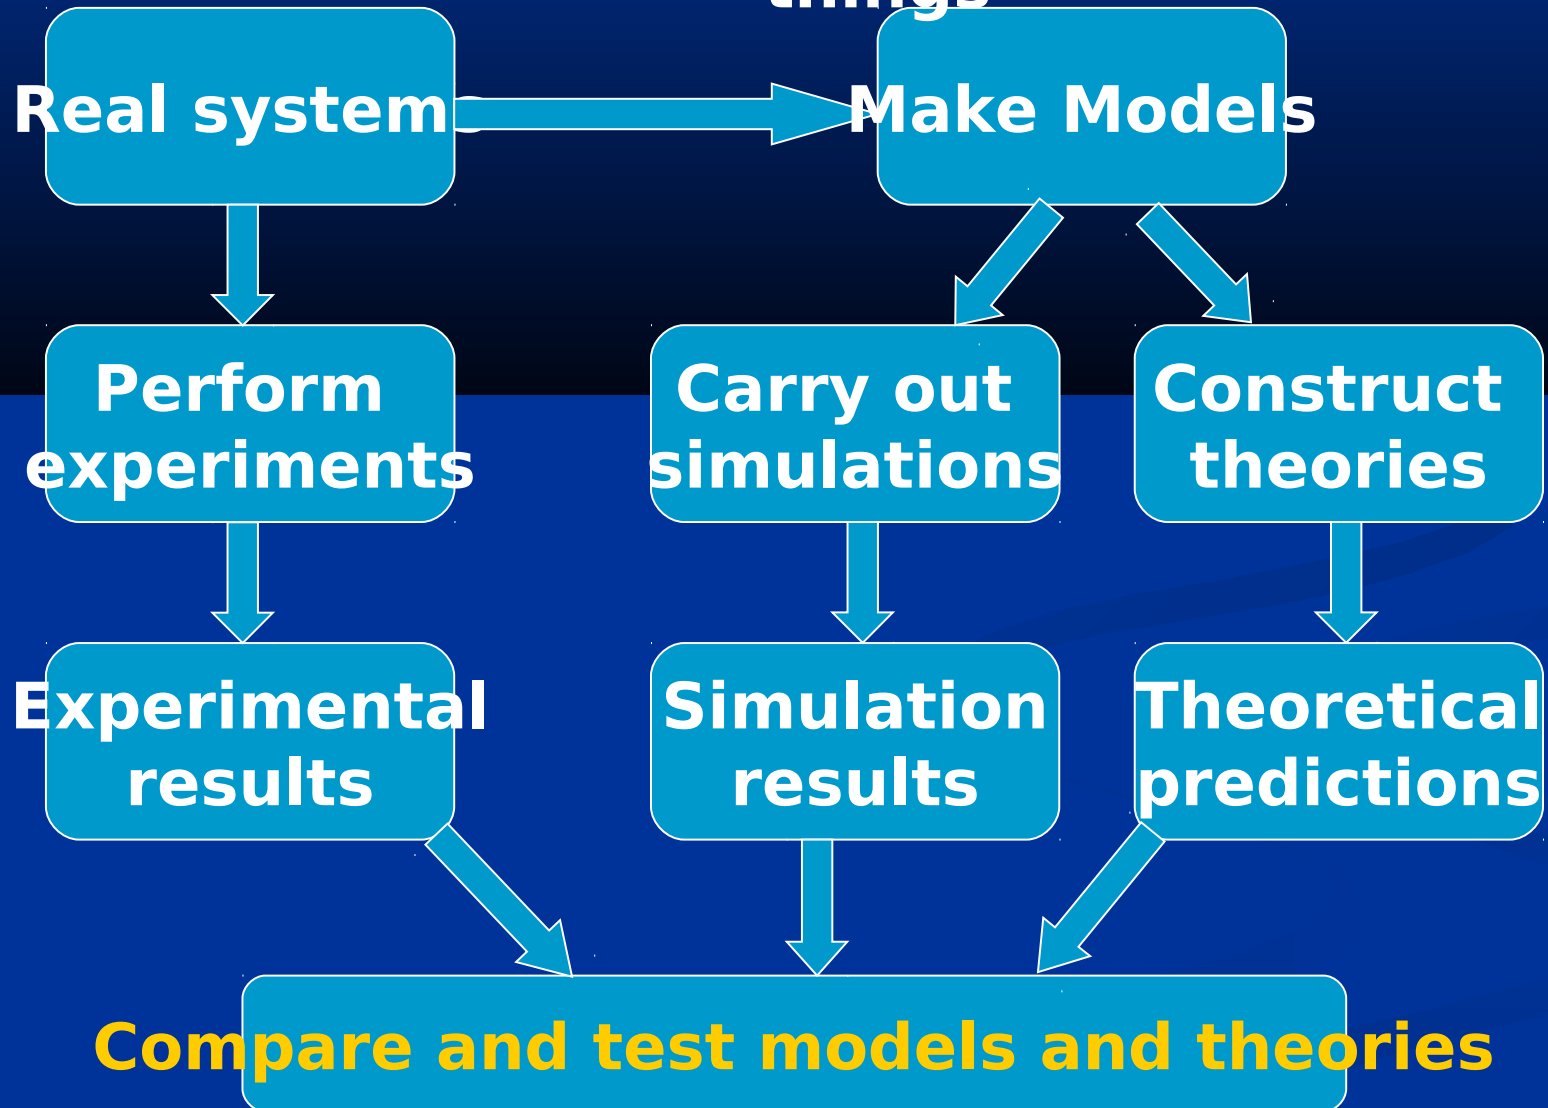 things
Real systems
Make Models
Perform
experiments
Carry out
simulations
Construct
theories
Experimental
results
Simulation
results
Theoretical
predictions
Compare and test models and theories